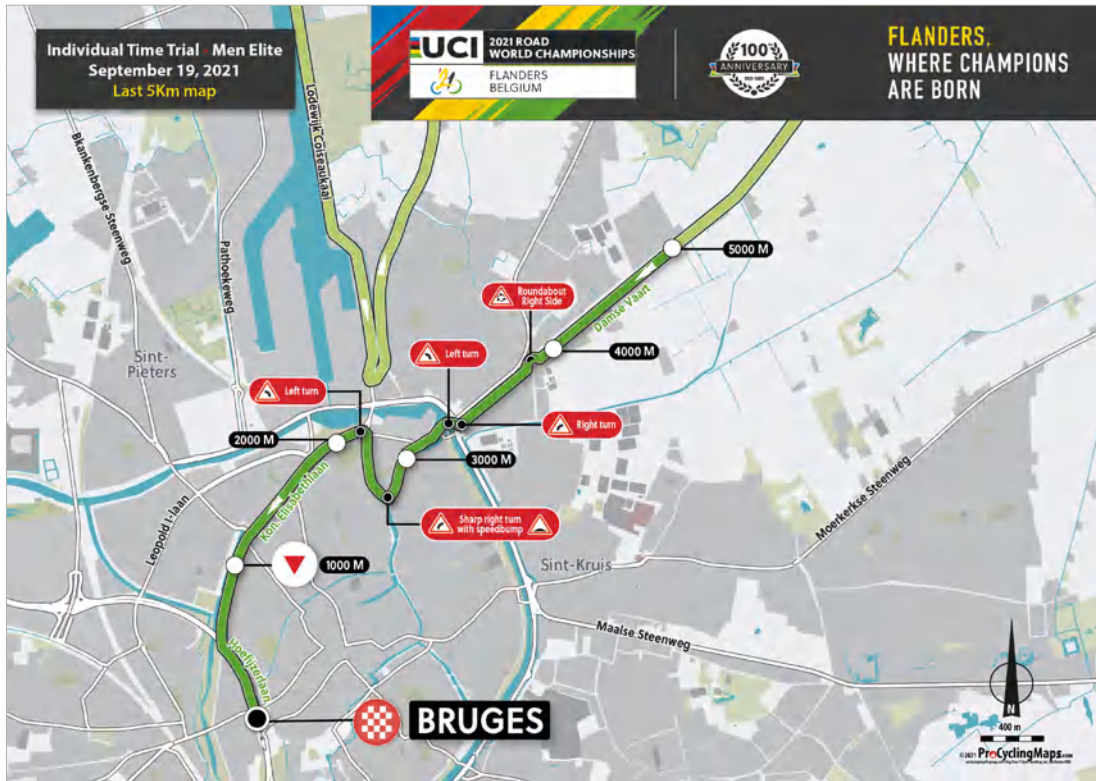 Individual Time Trial - Men Elite
September 19, 2021
Last 5Km map
UCI
2021 ROAD
WORLD CHAMPIONSHIPS
FLANDERS
BELGIUM
100TH
ANNIVERSARY
1921-2021
FLANDERS,
WHERE CHAMPIONS
ARE BORN
Bkankenbergse Steenweg
Pathoekeweg
Lodewijk Coiseaukaai
5000 M
Roundabout
Right Side
Damse Vaart
4000 M
Sint-
Pieters
Left turn
Left turn
Right turn
2000 M
3000 M
Kon. Elisabethlaan
Leopold I-laan
Sharp right turn
with speedbump
Moerkerkse Steenweg
1000 M
Sint-Kruis
Maalse Steenweg
Hoefijzerlaan
BRUGES
N
400 m
© 2021 ProCyclingMaps.com